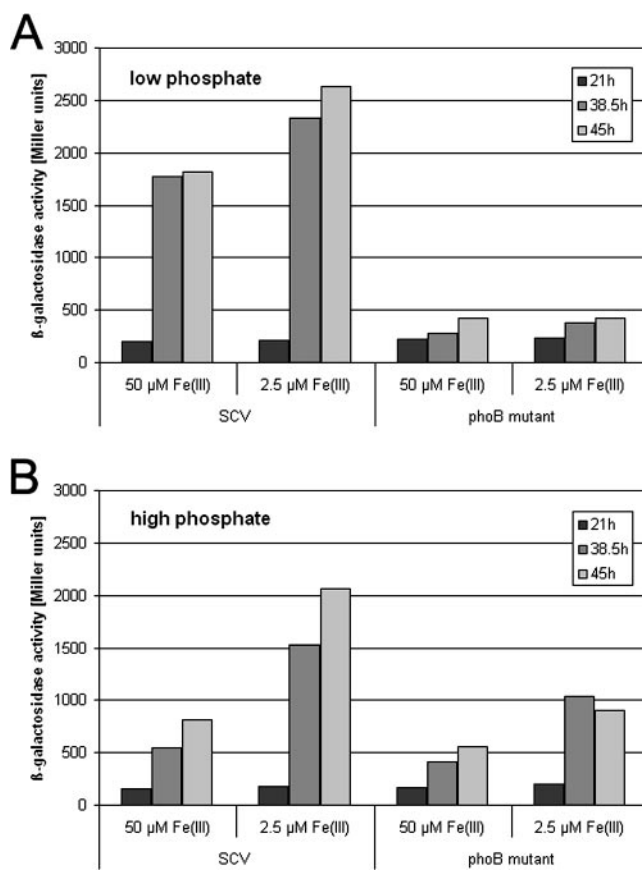 A
3000
low phosphate
2500
2000
1500
1000
500
0
ß-galactosidase activity [Miller units]
21h
38.5h
45h
50 µM Fe(III) 2.5 µM Fe(III) 50 µM Fe(III) 2.5 µM Fe(III)
SCV phoB mutant
B
3000
high phosphate
2500
2000
1500
1000
500
0
ß-galactosidase activity [Miller units]
21h
38.5h
45h
50 µM Fe(III) 2.5 µM Fe(III) 50 µM Fe(III) 2.5 µM Fe(III)
SCV phoB mutant